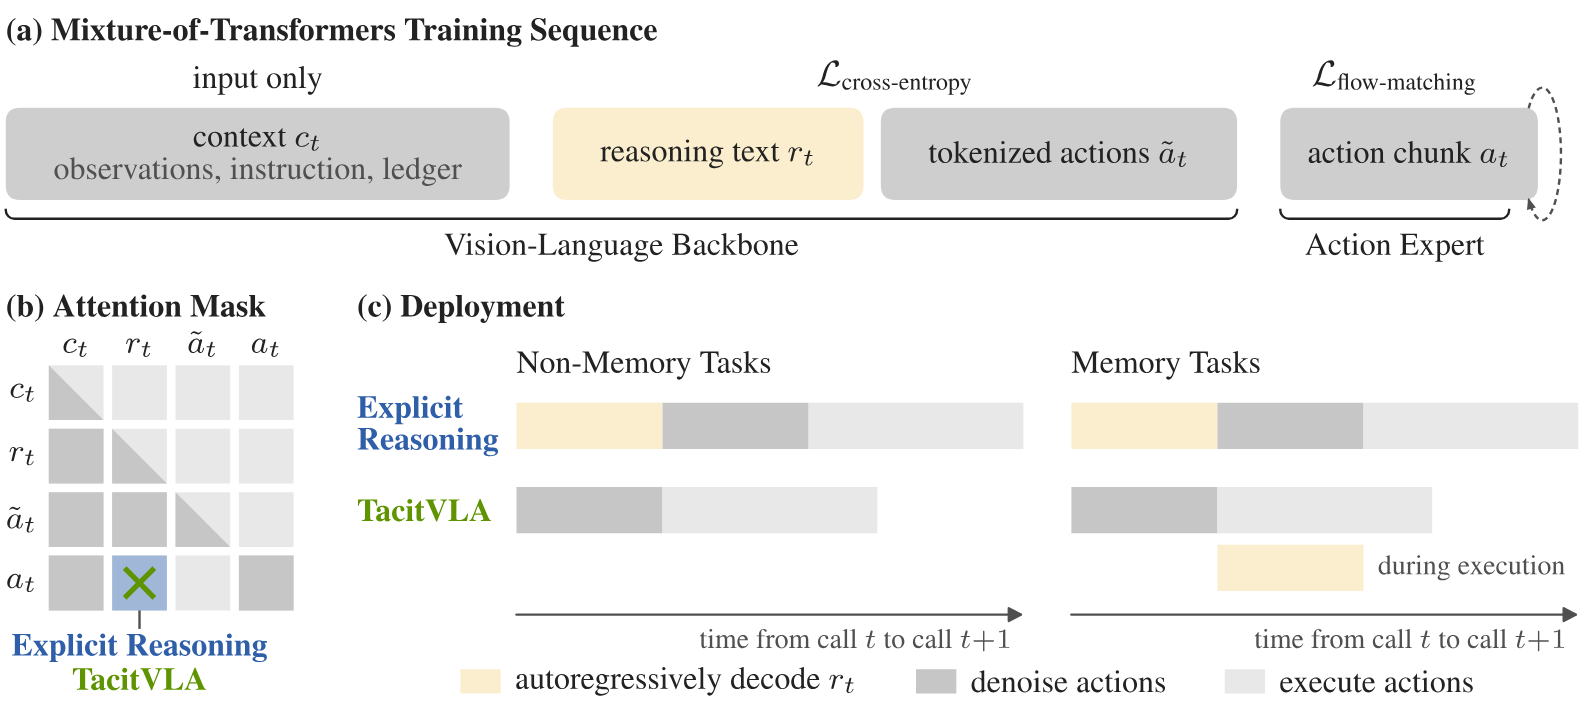 (a) Mixture-of-Transformers Training Sequence
input only
ℒcross-entropy
ℒflow-matching
context cₜ
observations, instruction, ledger
reasoning text rₜ
tokenized actions ãₜ
action chunk aₜ
Vision-Language Backbone
Action Expert
(b) Attention Mask
cₜ rₜ ãₜ aₜ
cₜ
rₜ
ãₜ
aₜ
Explicit Reasoning
TacitVLA
(c) Deployment
Non-Memory Tasks
Memory Tasks
Explicit
Reasoning
TacitVLA
during execution
time from call t to call t+1
time from call t to call t+1
autoregressively decode rₜ
denoise actions
execute actions